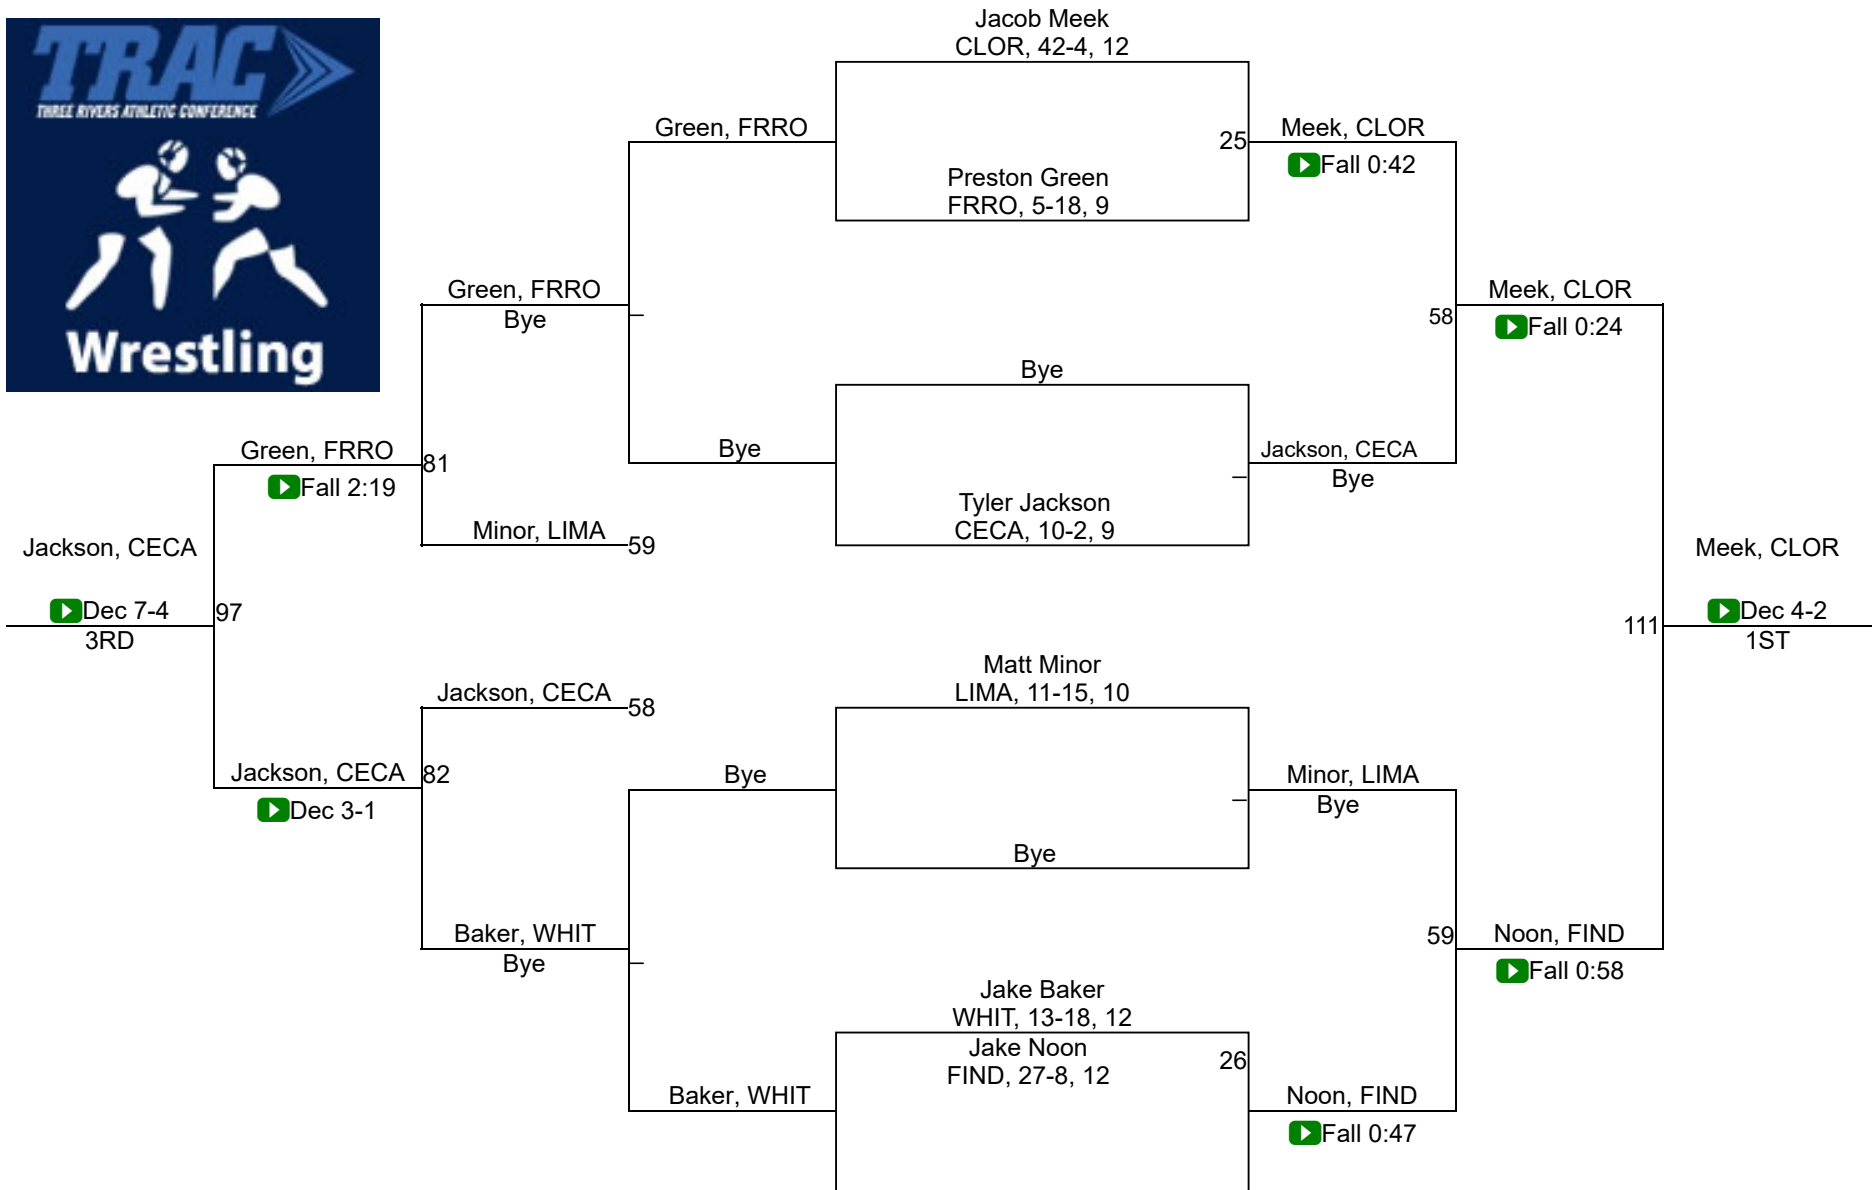 TRAC
THREE RIVERS ATHLETIC CONFERENCE
Wrestling
Jacob Meek
CLOR, 42-4, 12
Green, FRRO
25
Meek, CLOR
Fall 0:42
Preston Green
FRRO, 5-18, 9
Green, FRRO
Bye
58
Meek, CLOR
Fall 0:24
Bye
Green, FRRO
81
Fall 2:19
Bye
Jackson, CECA
Bye
Tyler Jackson
CECA, 10-2, 9
Minor, LIMA
59
Jackson, CECA
Dec 7-4
97
3RD
Meek, CLOR
111
Dec 4-2
1ST
Matt Minor
LIMA, 11-15, 10
Jackson, CECA
58
Jackson, CECA
82
Dec 3-1
Bye
Minor, LIMA
Bye
Bye
Baker, WHIT
Bye
59
Noon, FIND
Fall 0:58
Jake Baker
WHIT, 13-18, 12
Jake Noon
FIND, 27-8, 12
26
Baker, WHIT
Noon, FIND
Fall 0:47